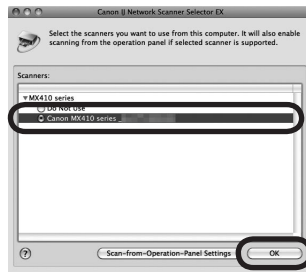 Canon IJ Network Scanner Selector EX
Select the scanners you want to use from this computer. It will also enable
scanning from the operation panel if selected scanner is supported.
Scanners:
MX410 series
Do Not Use
Canon MX410 series _
?
Scan-from-Operation-Panel Settings
OK